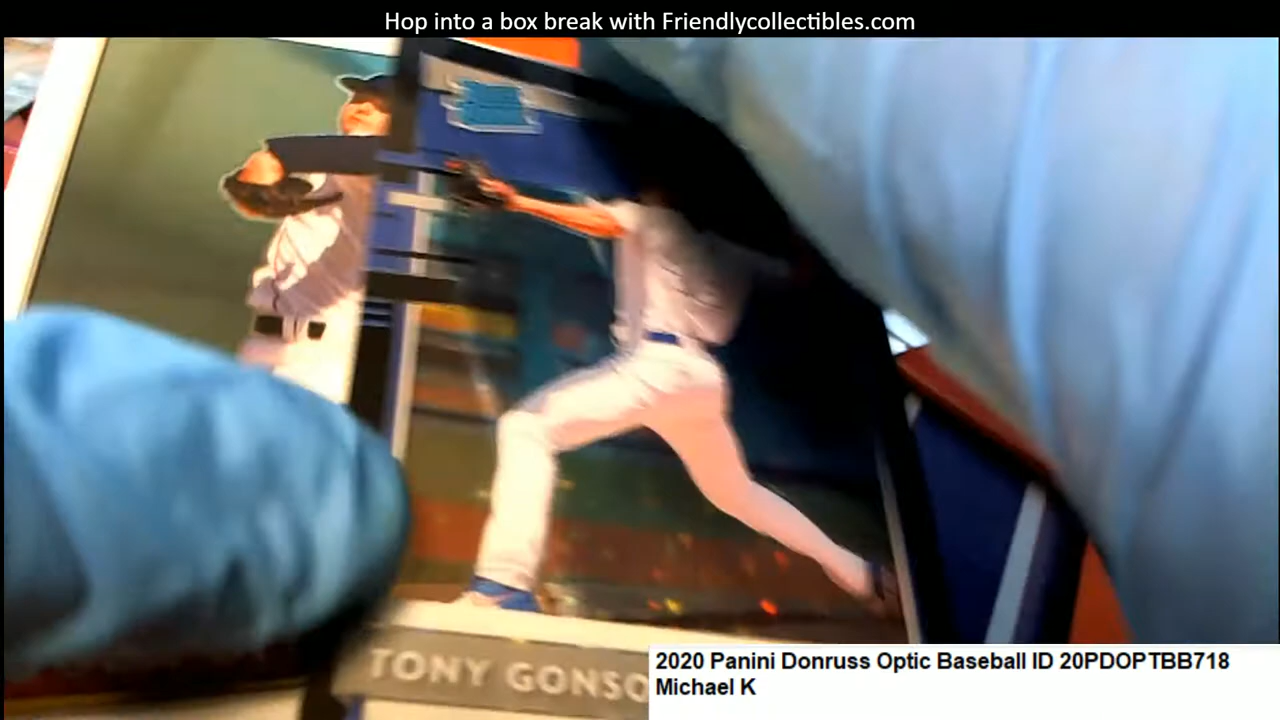 Hop into a box break with Friendlycollectibles.com
TONY GONSO
2020 Panini Donruss Optic Baseball ID 20PDOPTBB718
Michael K